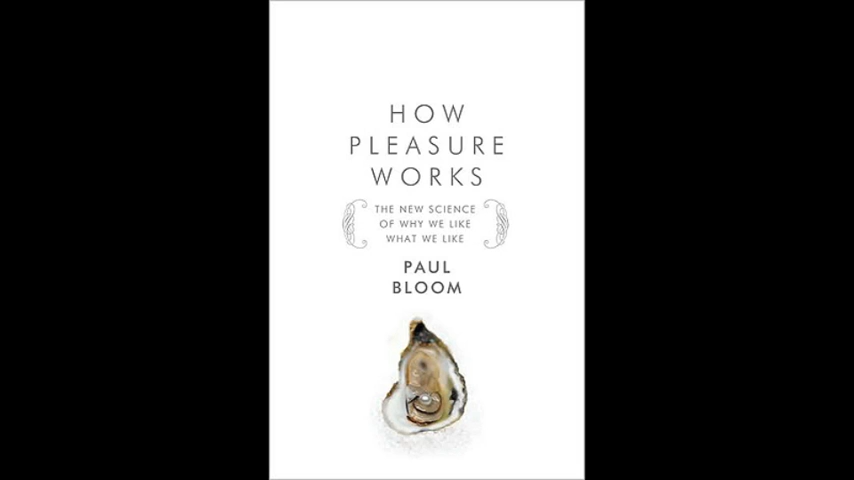 HOW
PLEASURE
WORKS
THE NEW SCIENCE
OF WHY WE LIKE
WHAT WE LIKE
PAUL
BLOOM